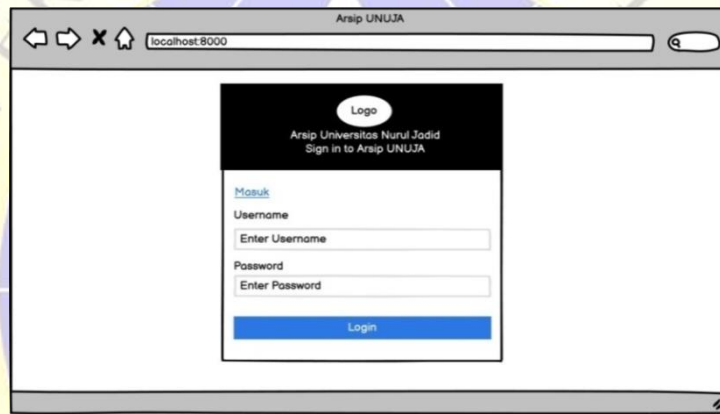 Arsip UNUJA
localhost:8000
Logo
Arsip Universitas Nurul Jadid
Sign in to Arsip UNUJA
Masuk
Username
Enter Username
Password
Enter Password
Login